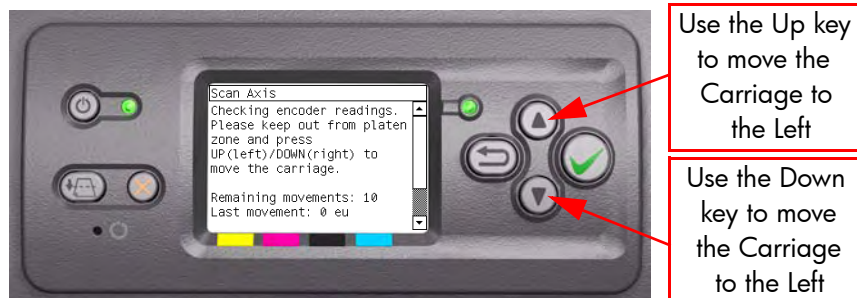 Scan Axis
Checking encoder readings.
Please keep out from platen
zone and press
UP(left)/DOWN(right) to
move the carriage.
Remaining movements: 10
Last movement: 0 eu
Use the Up key
to move the
Carriage to
the Left
Use the Down
key to move
the Carriage
to the Left